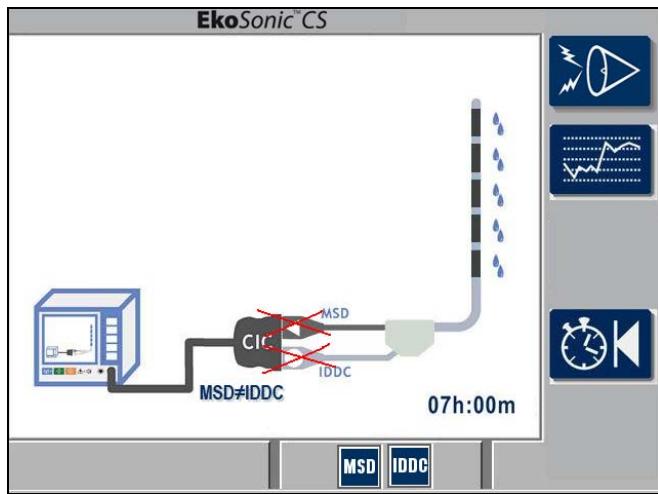 EkoSonic™ CS
MSD
CIC
IDDC
MSD≠IDDC
07h:00m
MSD IDDC